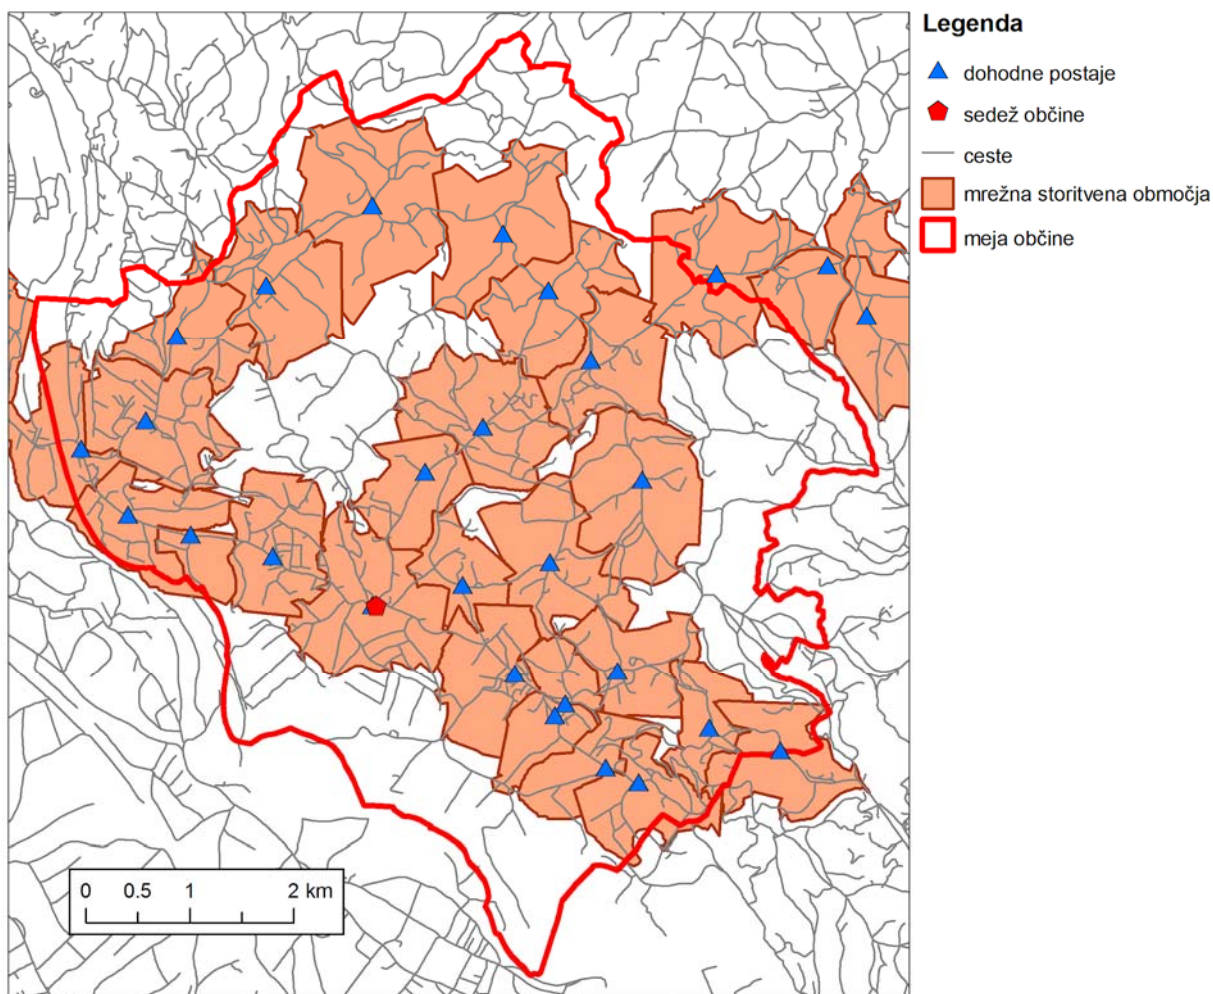 Legenda
dohodne postaje
sedež občine
ceste
mrežna storitvena območja
meja občine
0 0.5 1 2 km